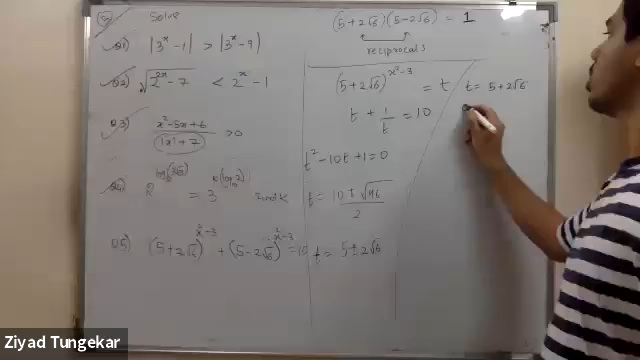 Q) Solve
Q1) |3^x - 1| > |3^x - 9|
Q2) √(2^{2x} - 7) < 2^x - 1
Q3) (x² - 5x + 6) / (|x| + 7) > 0
Q5) (5 + 2√6)^{x² - 3} + (5 - 2√6)^{x² - 3} = 10
(5 + 2√6)(5 - 2√6) = 1
reciprocals
(5 + 2√6)^{x² - 3} = t
t + 1/t = 10
t² - 10t + 1 = 0
t = (10 ± √96) / 2
t = 5 ± 2√6
t = 5 + 2√6
Ziyad Tungekar